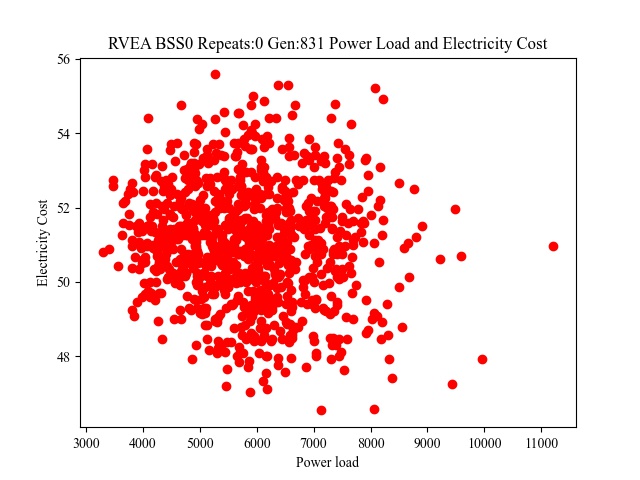 RVEA BSS0 Repeats:0 Gen:831 Power Load and Electricity Cost
56
54
52
50
48
Electricity Cost
3000 4000 5000 6000 7000 8000 9000 10000 11000
Power load